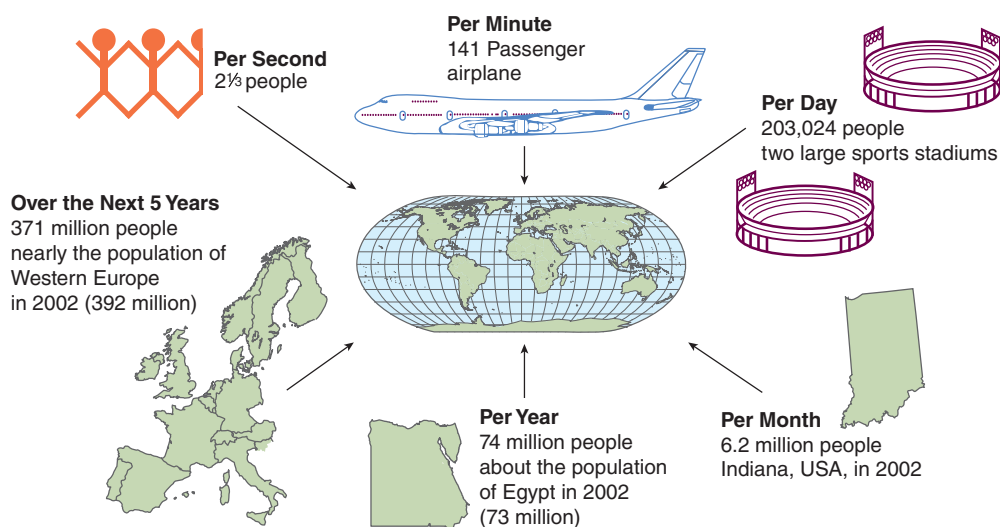 Per Second
2⅓ people
Per Minute
141 Passenger
airplane
Per Day
203,024 people
two large sports stadiums
Over the Next 5 Years
371 million people
nearly the population of
Western Europe
in 2002 (392 million)
Per Year
74 million people
about the population
of Egypt in 2002
(73 million)
Per Month
6.2 million people
Indiana, USA, in 2002